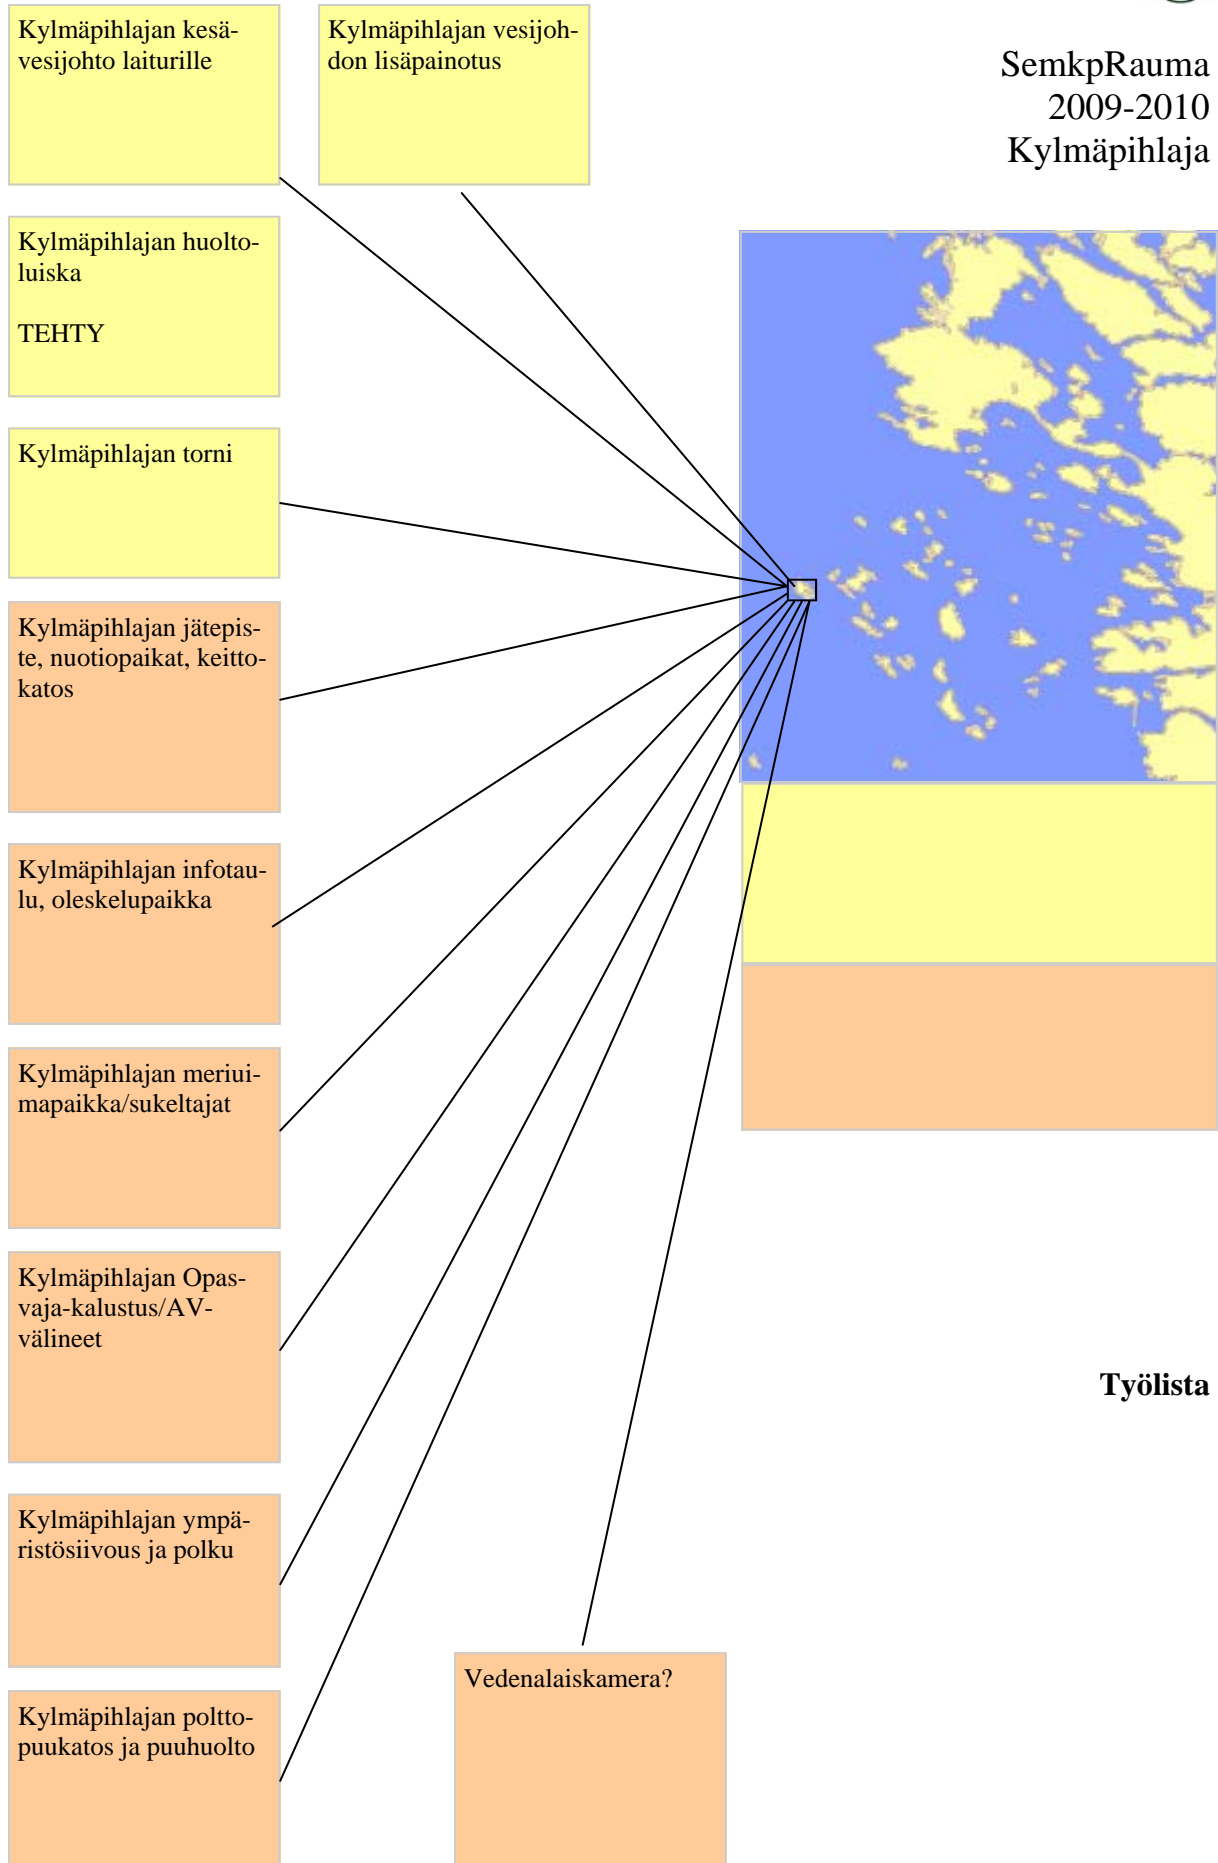 Kylmäpihlajan kesä-
vesijohto laiturille
Kylmäpihlajan vesijoh-
don lisäpainotus
SemkpRauma
2009-2010
Kylmäpihlaja
Kylmäpihlajan huolto-
luiska
TEHTY
Kylmäpihlajan torni
Kylmäpihlajan jätepis-
te, nuotiopaikat, keitto-
katos
Kylmäpihlajan infotau-
lu, oleskelupaikka
Kylmäpihlajan meriui-
mapaikka/sukeltajat
Kylmäpihlajan Opas-
vaja-kalustus/AV-
välineet
Työlista
Kylmäpihlajan ympä-
ristösiivous ja polku
Vedenalaiskamera?
Kylmäpihlajan poltto-
puukatos ja puuhuolto